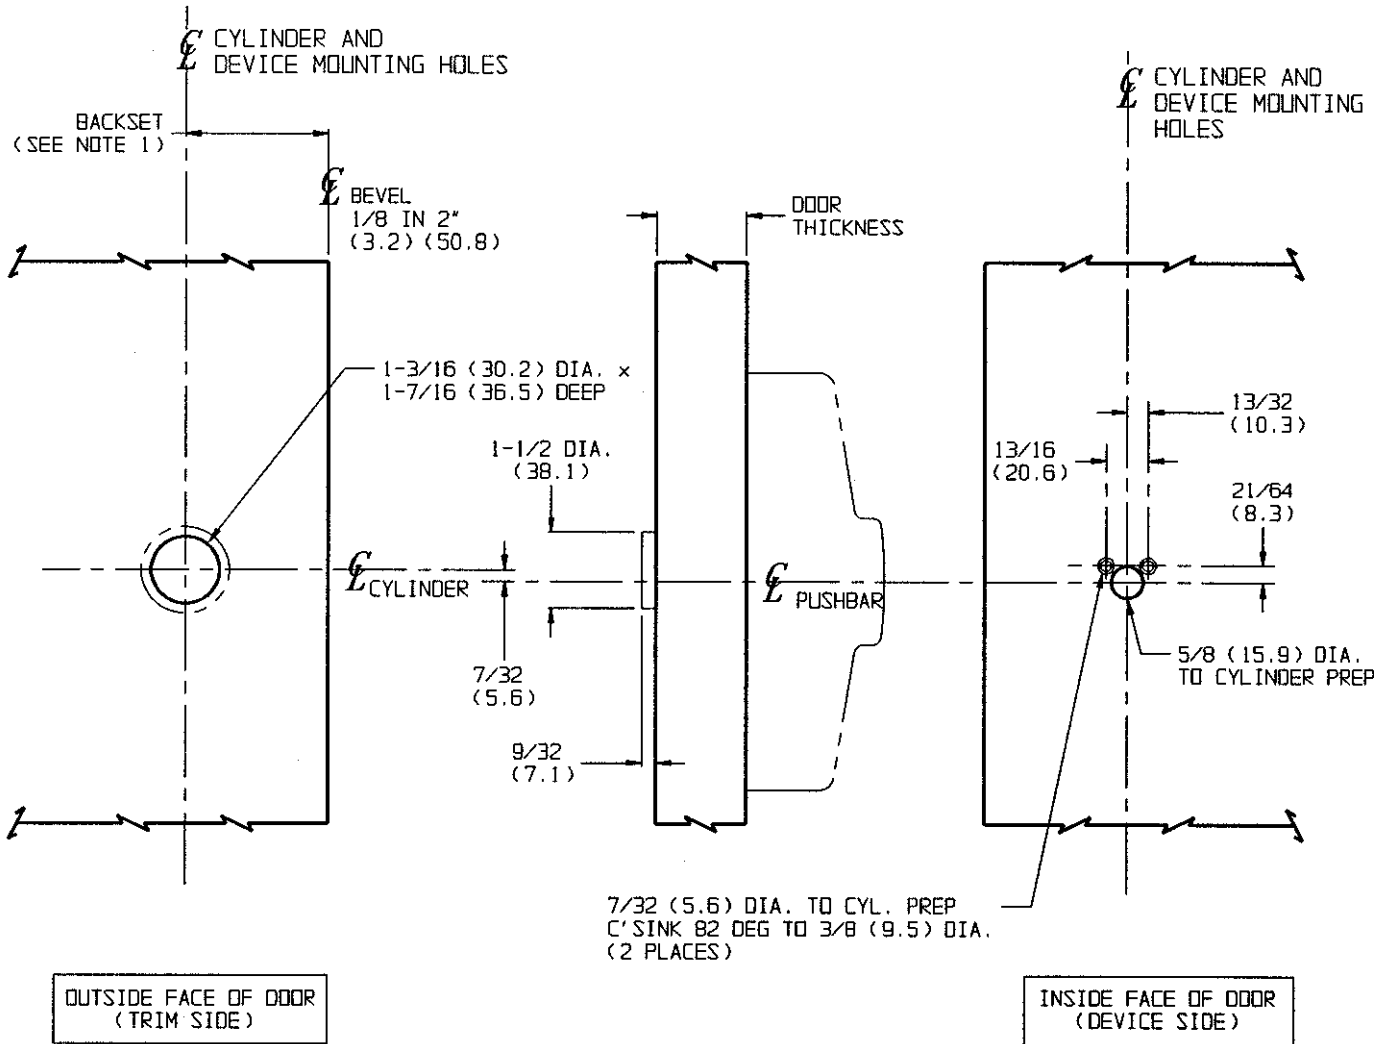 ℄ CYLINDER AND
DEVICE MOUNTING HOLES
BACKSET
(SEE NOTE 1)
℄ BEVEL
1/8 IN 2"
(3.2) (50.8)
1-3/16 (30.2) DIA. ×
1-7/16 (36.5) DEEP
℄ CYLINDER
OUTSIDE FACE OF DOOR
(TRIM SIDE)
DOOR
THICKNESS
1-1/2 DIA.
(38.1)
7/32
(5.6)
9/32
(7.1)
℄ PUSHBAR
7/32 (5.6) DIA. TO CYL. PREP
C'SINK 82 DEG TO 3/8 (9.5) DIA.
(2 PLACES)
℄ CYLINDER AND
DEVICE MOUNTING
HOLES
13/32
(10.3)
13/16
(20.6)
21/64
(8.3)
5/8 (15.9) DIA.
TO CYLINDER PREP
INSIDE FACE OF DOOR
(DEVICE SIDE)